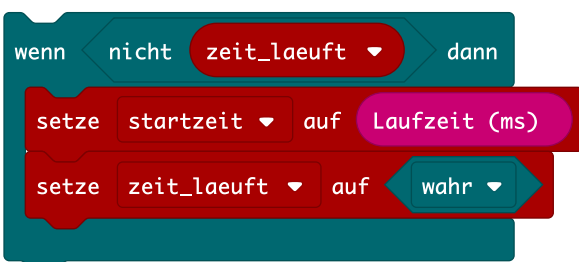 wenn nicht zeit_laeuft dann
setze startzeit auf Laufzeit (ms)
setze zeit_laeuft auf wahr